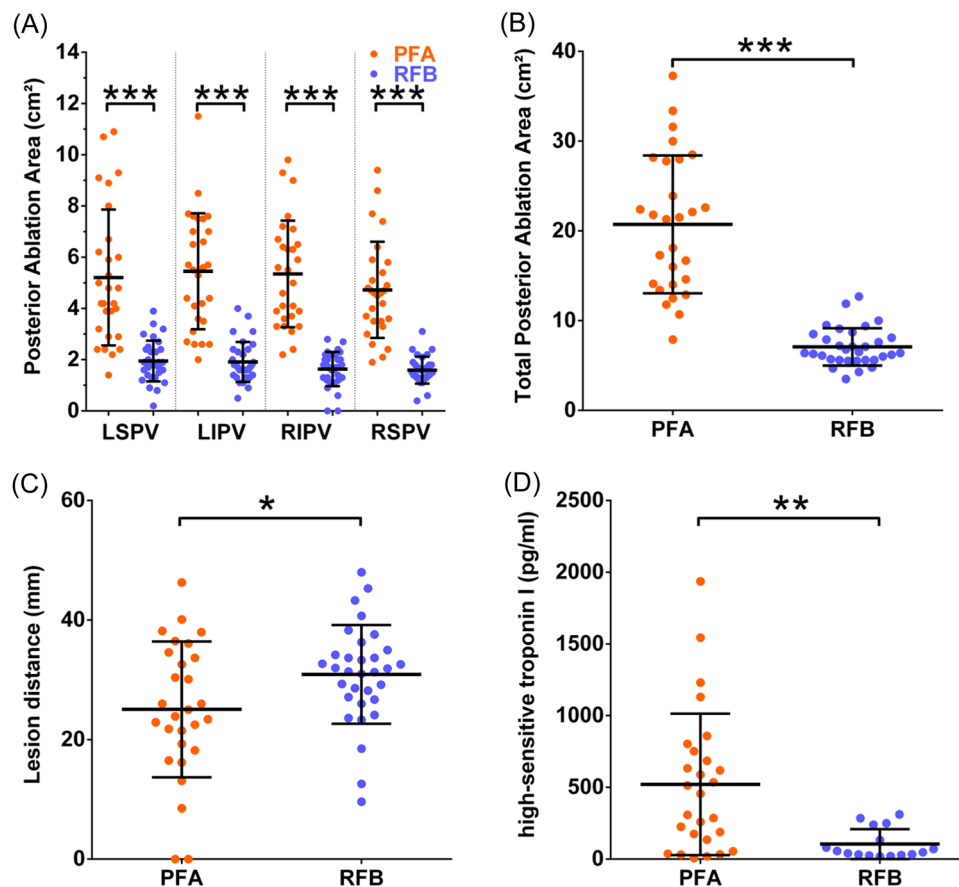 (A)
Posterior Ablation Area (cm²)
14
12
10
8
6
4
2
0
PFA
RFB
*** *** *** ***
LSPV LIPV RIPV RSPV
(B)
Total Posterior Ablation Area (cm²)
40
30
20
10
0
***
PFA RFB
(C)
Lesion distance (mm)
60
40
20
0
*
PFA RFB
(D)
high-sensitive troponin I (pg/ml)
2500
2000
1500
1000
500
0
**
PFA RFB